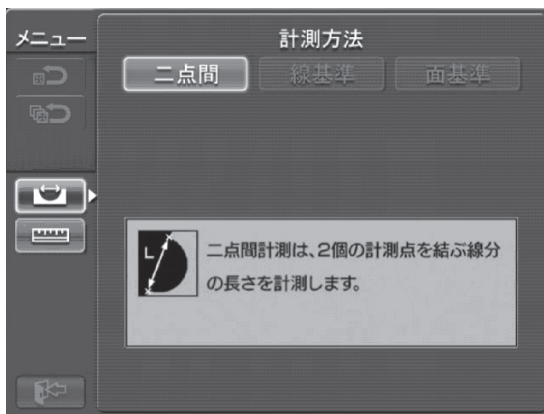 メニュー
計測方法
二点間 線基準 面基準
L
二点間計測は、2個の計測点を結ぶ線分
の長さを計測します。